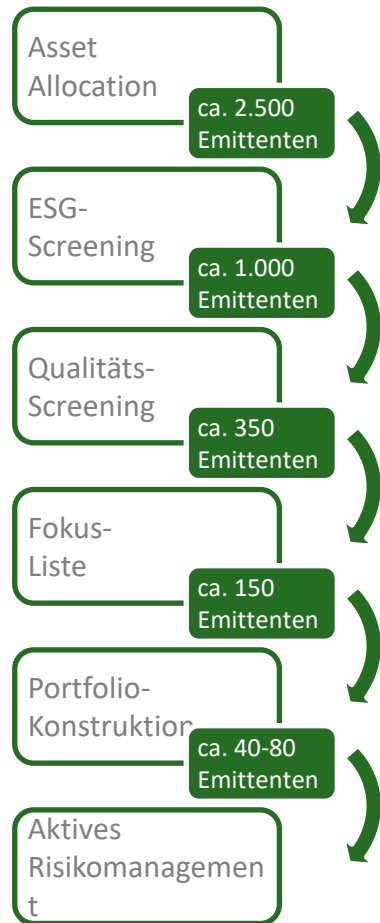 Asset
Allocation
ca. 2.500
Emittenten
ESG-
Screening
ca. 1.000
Emittenten
Qualitäts-
Screening
ca. 350
Emittenten
Fokus-
Liste
ca. 150
Emittenten
Portfolio-
Konstruktion
ca. 40-80
Emittenten
Aktives
Risikomanagemen
t